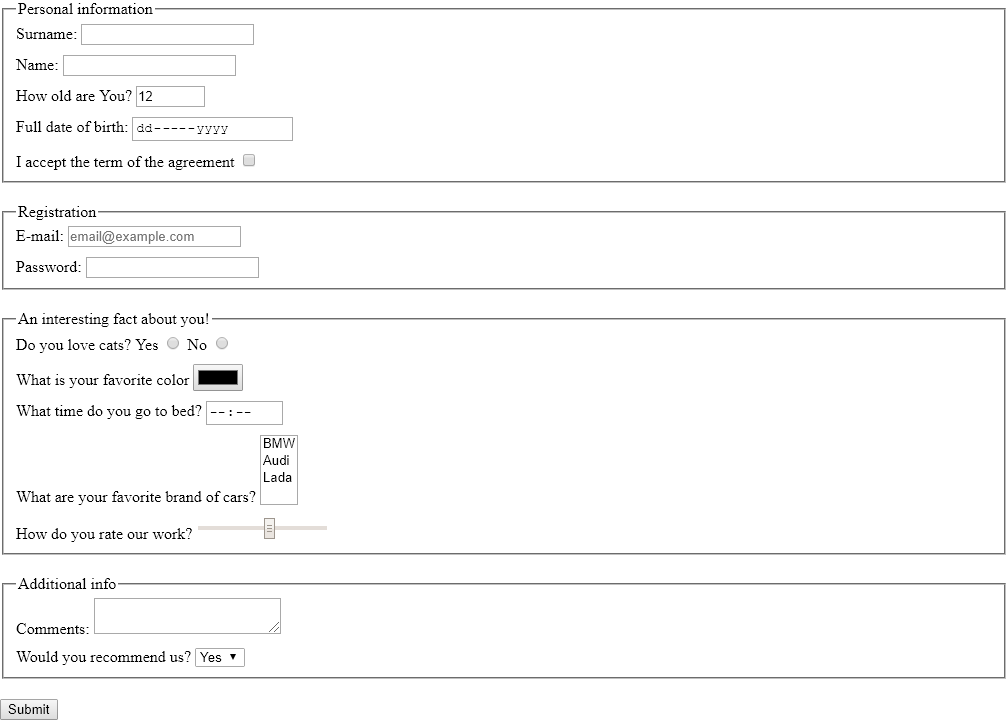 Personal information
Surname:
Name:
How old are You? 12
Full date of birth: dd-----yyyy
I accept the term of the agreement
Registration
E-mail: email@example.com
Password:
An interesting fact about you!
Do you love cats? Yes No
What is your favorite color
What time do you go to bed? --:--
BMW
Audi
Lada
What are your favorite brand of cars?
How do you rate our work?
Additional info
Comments:
Would you recommend us? Yes
Submit